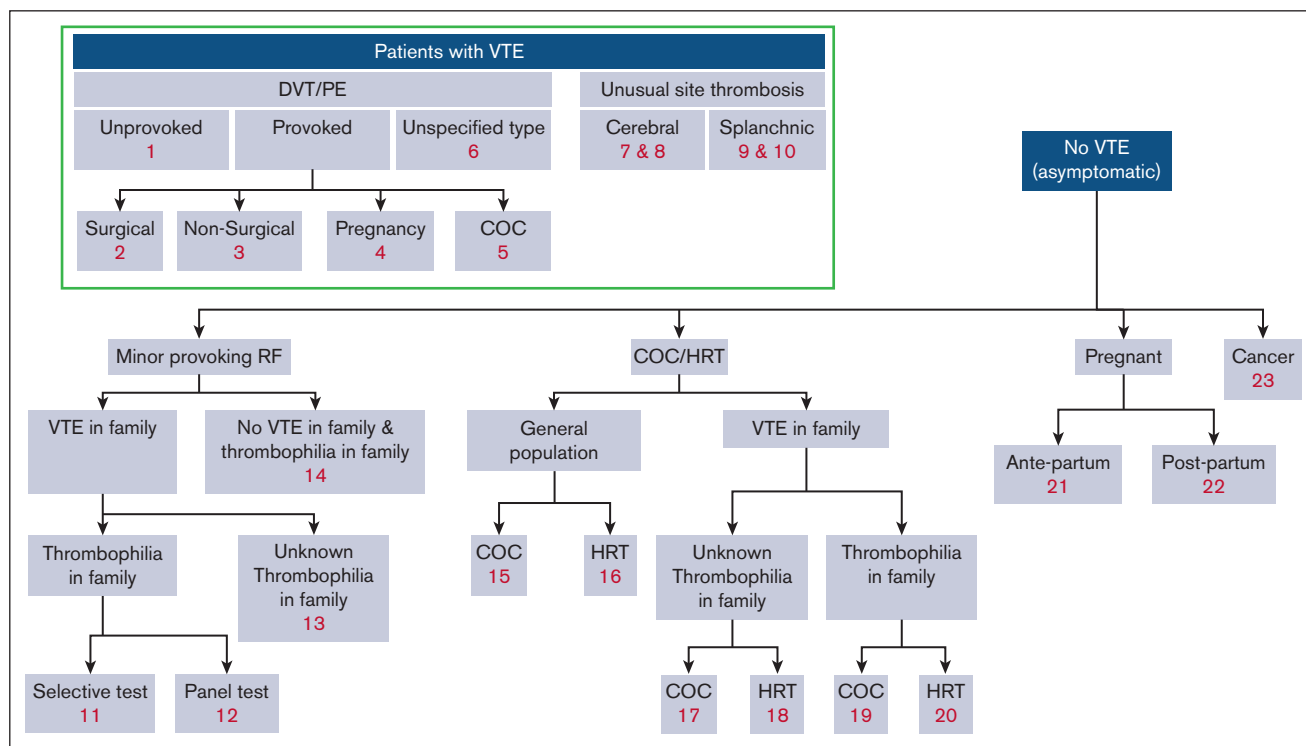 Patients with VTE
DVT/PE
Unusual site thrombosis
Unprovoked
1
Provoked
Unspecified type
6
Cerebral
7 & 8
Splanchnic
9 & 10
Surgical
2
Non-Surgical
3
Pregnancy
4
COC
5
No VTE
(asymptomatic)
Minor provoking RF
COC/HRT
Pregnant
Cancer
23
VTE in family
No VTE in family &
thrombophilia in family
14
General
population
VTE in family
Ante-partum
21
Post-partum
22
Thrombophilia
in family
Unknown
Thrombophilia
in family
13
COC
15
HRT
16
Unknown
Thrombophilia
in family
Thrombophilia
in family
Selective test
11
Panel test
12
COC
17
HRT
18
COC
19
HRT
20